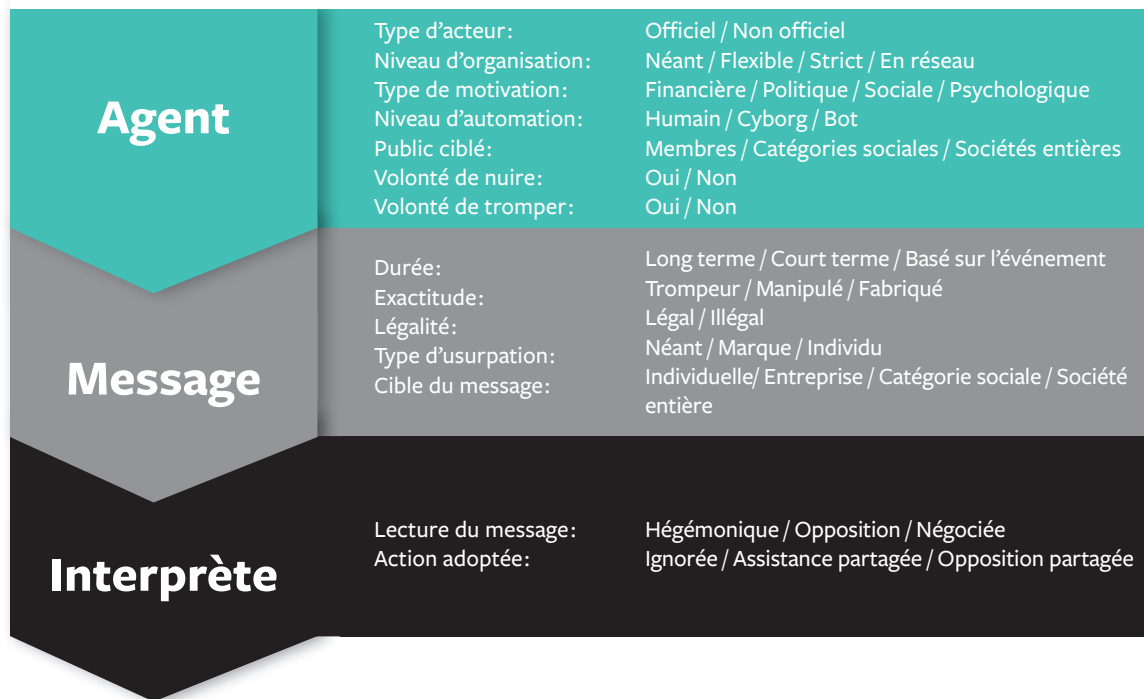 Agent
Type d'acteur: Officiel / Non officiel
Niveau d'organisation: Néant / Flexible / Strict / En réseau
Type de motivation: Financière / Politique / Sociale / Psychologique
Niveau d'automation: Humain / Cyborg / Bot
Public ciblé: Membres / Catégories sociales / Sociétés entières
Volonté de nuire: Oui / Non
Volonté de tromper: Oui / Non
Message
Durée: Long terme / Court terme / Basé sur l'événement
Exactitude: Trompeur / Manipulé / Fabriqué
Légalité: Légal / Illégal
Type d'usurpation: Néant / Marque / Individu
Cible du message: Individuelle/ Entreprise / Catégorie sociale / Société
entière
Interprète
Lecture du message: Hégémonique / Opposition / Négociée
Action adoptée: Ignorée / Assistance partagée / Opposition partagée